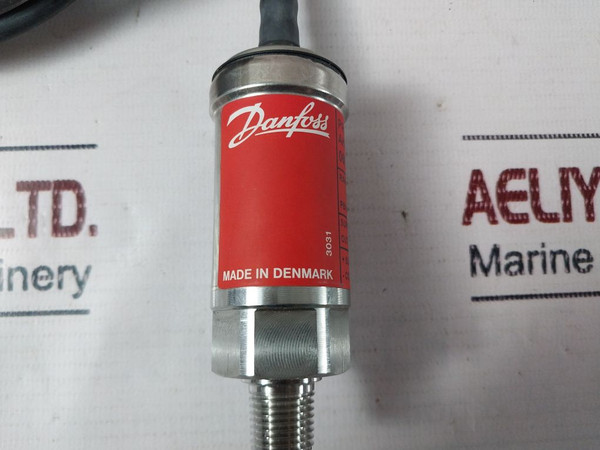 Danfoss
3031
MADE IN DENMARK
LTD.
inery
AELIY
Marine